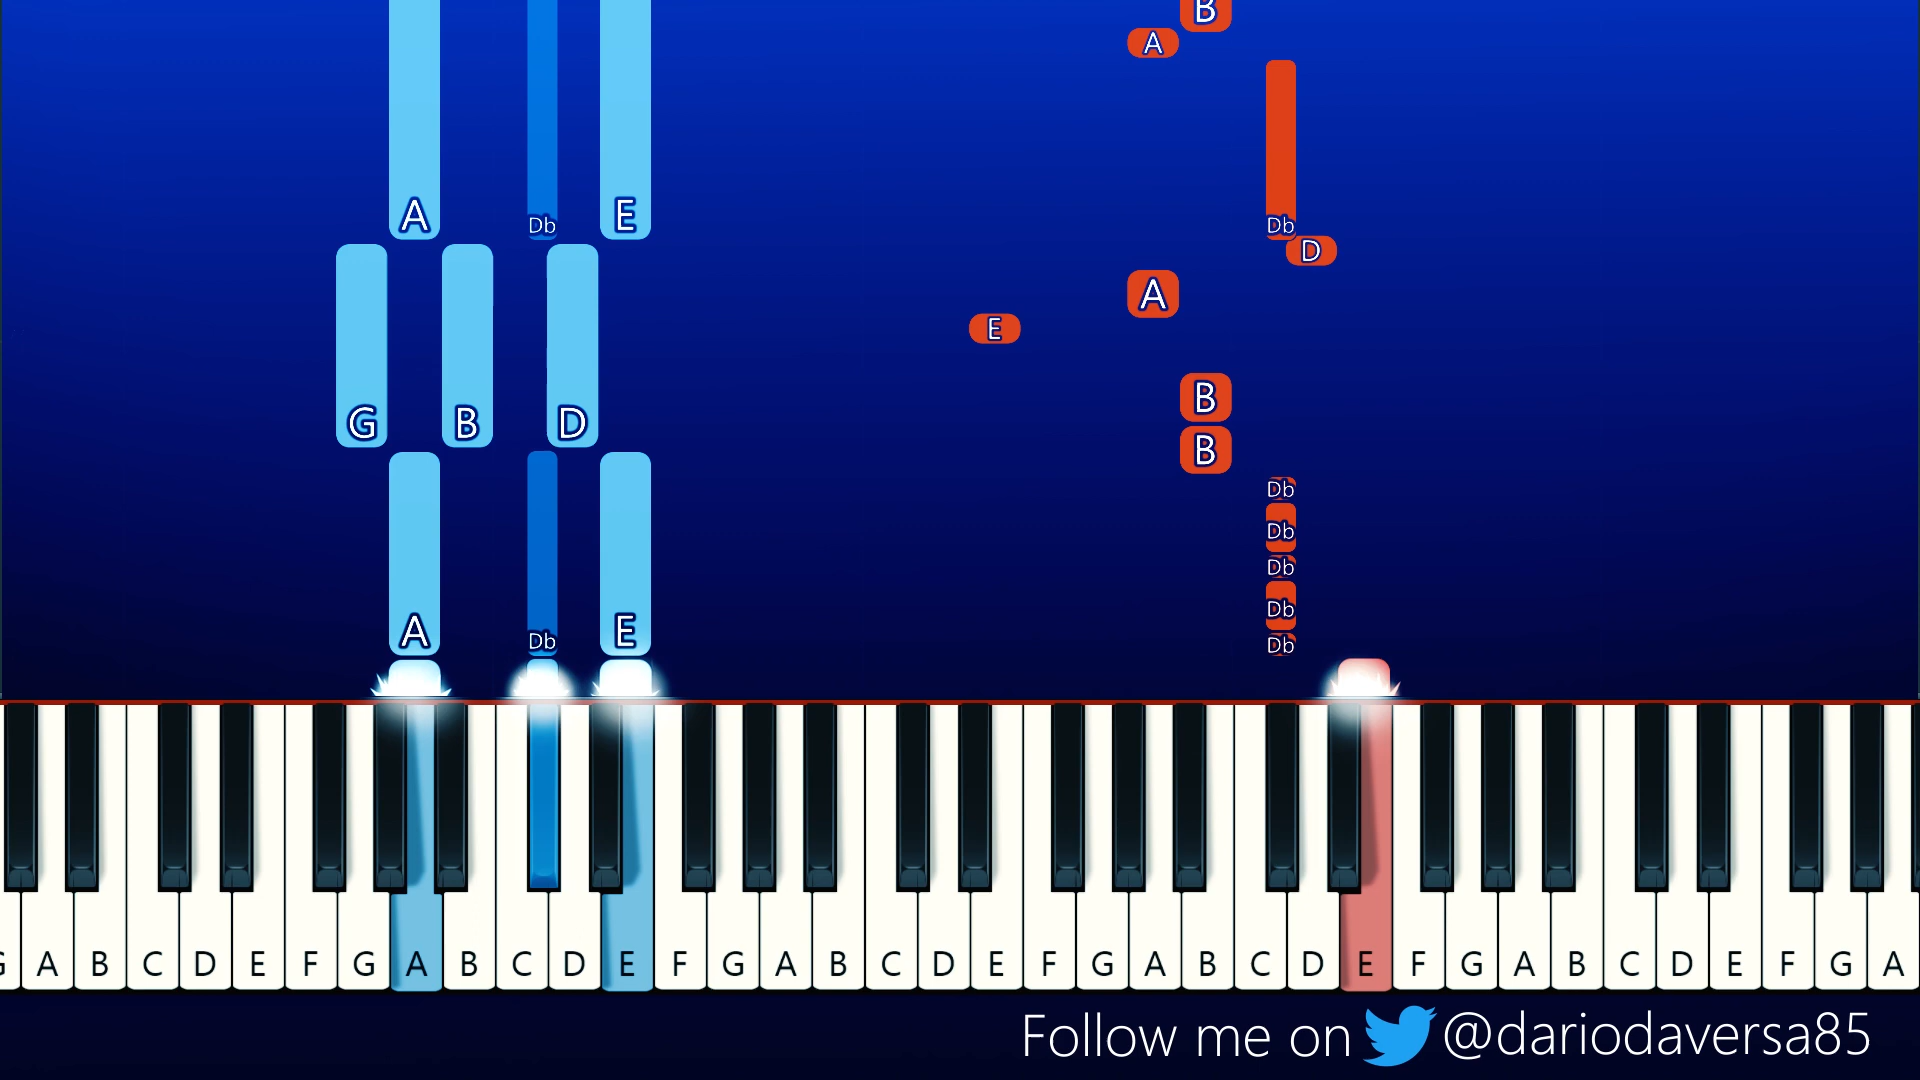 B
A
A Db E Db
D
A
E
B
G B D
B
Db
Db
Db
Db
A Db E
Db
G A B C D E F G A B C D E F G A B C D E F G A B C D E F G A B C D E F G A
Follow me on @dariodaversa85